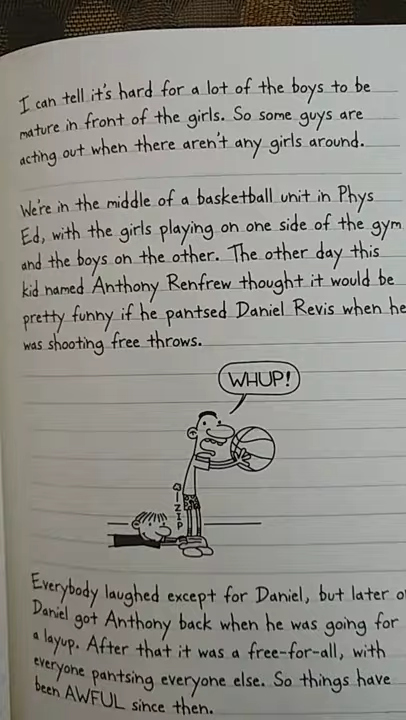 I can tell it's hard for a lot of the boys to be
mature in front of the girls. So some guys are
acting out when there aren't any girls around.
We're in the middle of a basketball unit in Phys
Ed, with the girls playing on one side of the gym
and the boys on the other. The other day this
kid named Anthony Renfrew thought it would be
pretty funny if he pantsed Daniel Revis when he
was shooting free throws.
WHUP!
ZIP
Everybody laughed except for Daniel, but later o
Daniel got Anthony back when he was going for
a layup. After that it was a free-for-all, with
everyone pantsing everyone else. So things have
been AWFUL since then.